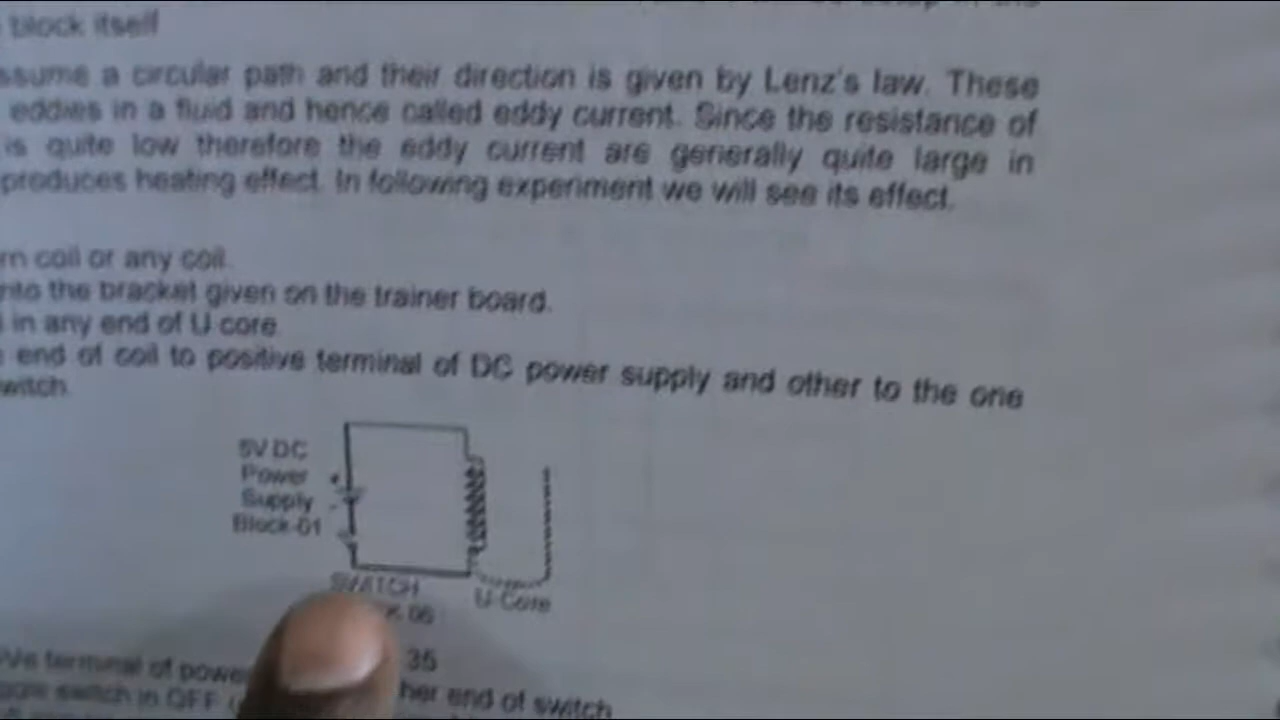 block itself
assume a circular path and their direction is given by Lenz's law. These
eddies in a fluid and hence called eddy current. Since the resistance of
is quite low therefore the eddy current are generally quite large in
produces heating effect. In following experiment we will see its effect.
coil or any coil.
the bracket given on the trainer board.
in any end of U core
end of coil to positive terminal of DC power supply and other to the one
witch
5V DC
Power
Supply
Block-01
SWITCH
06
U-Core
35
Ve terminal of power her end of switch
switch in OFF